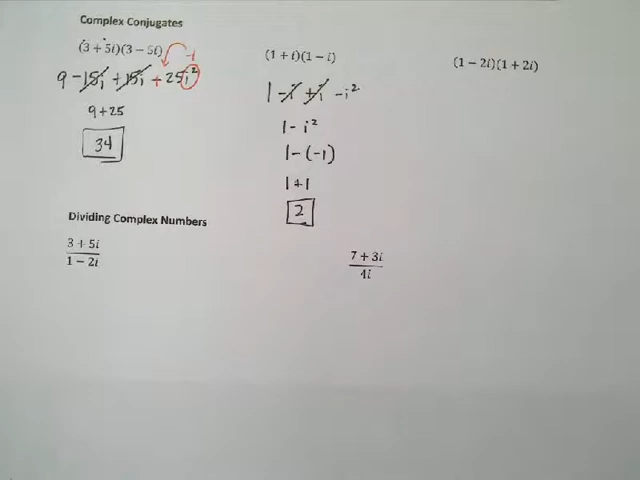 Complex Conjugates
(3 + 5i)(3 − 5i)
-1
9 - 15i + 15i + 25i²
9 + 25
34
(1 + i)(1 − i)
1 - i + i - i²
1 - i²
1 - (-1)
1 + 1
2
(1 − 2i)(1 + 2i)
Dividing Complex Numbers
3 + 5i
1 − 2i
7 + 3i
4i